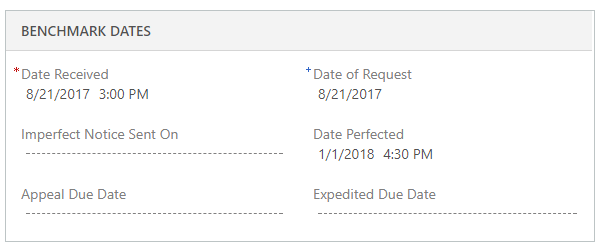 BENCHMARK DATES
* Date Received
8/21/2017 3:00 PM
+ Date of Request
8/21/2017
Imperfect Notice Sent On
Date Perfected
1/1/2018 4:30 PM
Appeal Due Date
Expedited Due Date